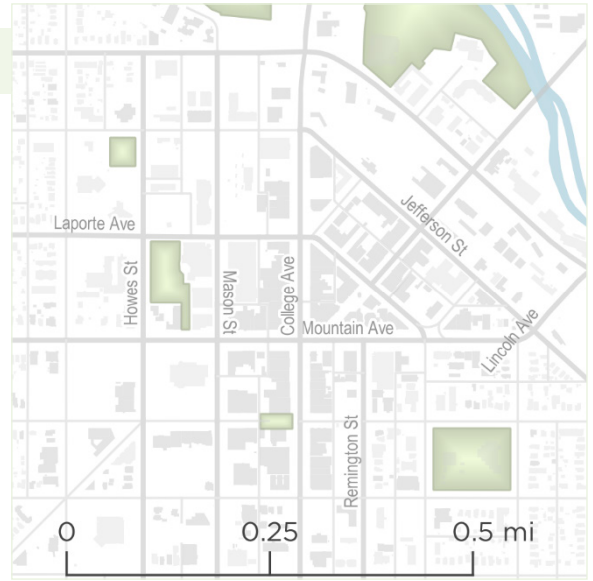 Jefferson St
Laporte Ave
Howes St
Mason St
College Ave
Mountain Ave
Lincoln Ave
Remington St
0 0.25 0.5 mi